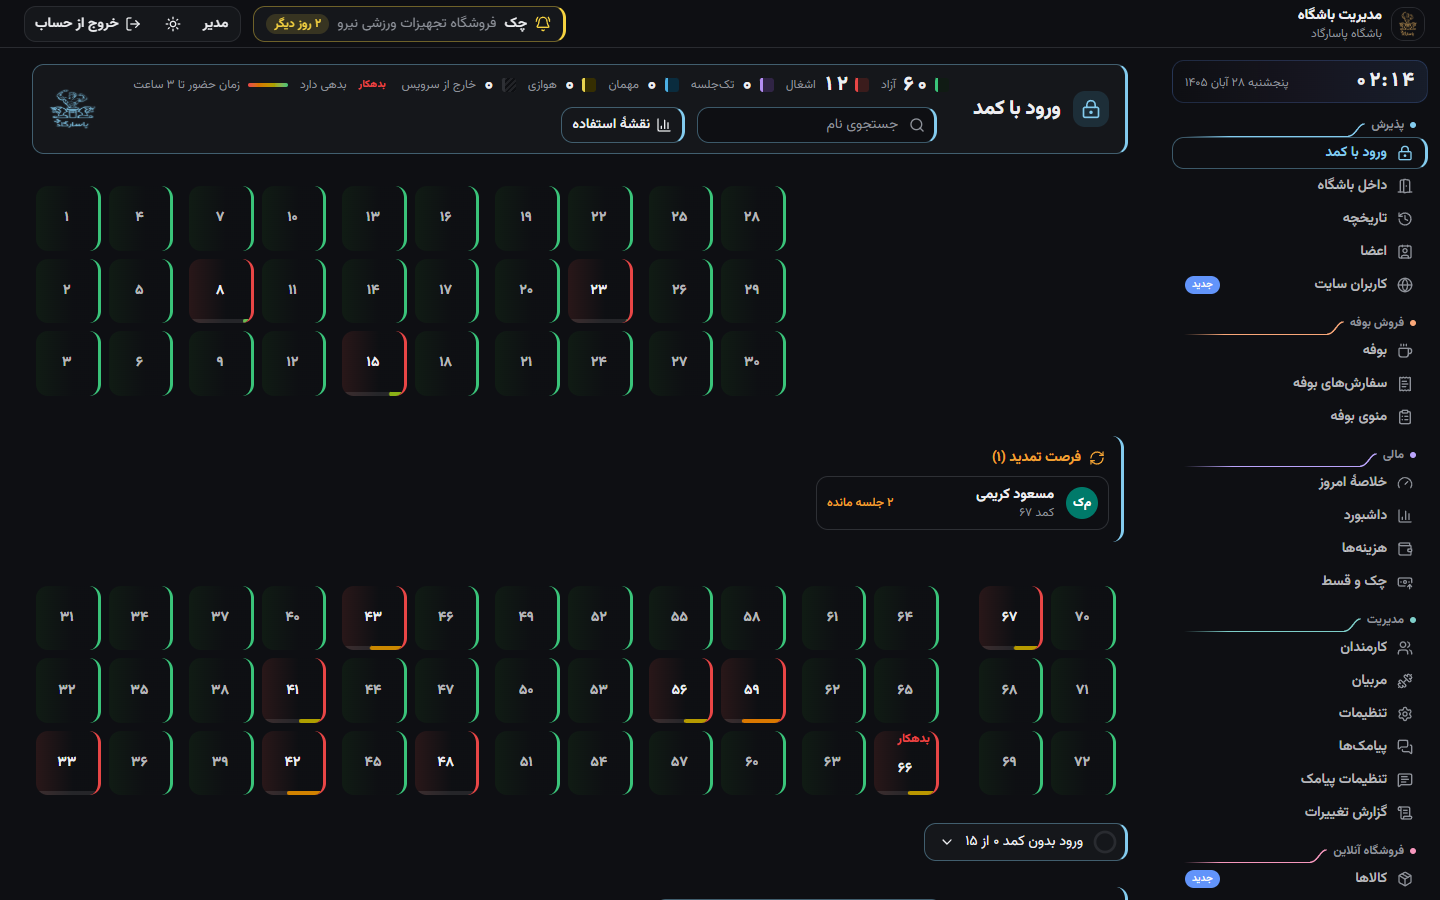 مدیریت باشگاه
باشگاه پاسارگاد
چک فروشگاه تجهیزات ورزشی نیرو ۲ روز دیگر
مدیر
خروج از حساب
۰۲:۱۴
پنجشنبه ۲۸ آبان ۱۴۰۵
پذیرش
ورود با کمد
داخل باشگاه
تاریخچه
اعضا
کاربران سایت جدید
فروش بوفه
بوفه
سفارش‌های بوفه
منوی بوفه
مالی
خلاصهٔ امروز
داشبورد
هزینه‌ها
چک و قسط
مدیریت
کارمندان
مربیان
تنظیمات
پیامک‌ها
تنظیمات پیامک
گزارش تغییرات
فروشگاه آنلاین
کالاها جدید
ورود با کمد
۶۰ آزاد ۱۲ اشغال ۰ تک‌جلسه ۰ مهمان ۰ هوازی ۰ خارج از سرویس بدهکار بدهی دارد زمان حضور تا ۳ ساعت
جستجوی نام
نقشهٔ استفاده
پاسارگاد
۱ ۴ ۷ ۱۰ ۱۳ ۱۶ ۱۹ ۲۲ ۲۵ ۲۸
۲ ۵ ۸ ۱۱ ۱۴ ۱۷ ۲۰ ۲۳ ۲۶ ۲۹
۳ ۶ ۹ ۱۲ ۱۵ ۱۸ ۲۱ ۲۴ ۲۷ ۳۰
فرصت تمدید (۱)
م‌ک
مسعود کریمی
کمد ۶۷
۲ جلسه مانده
۳۱ ۳۴ ۳۷ ۴۰ ۴۳ ۴۶ ۴۹ ۵۲ ۵۵ ۵۸ ۶۱ ۶۴ ۶۷ ۷۰
۳۲ ۳۵ ۳۸ ۴۱ ۴۴ ۴۷ ۵۰ ۵۳ ۵۶ ۵۹ ۶۲ ۶۵ ۶۸ ۷۱
بدهکار
۳۳ ۳۶ ۳۹ ۴۲ ۴۵ ۴۸ ۵۱ ۵۴ ۵۷ ۶۰ ۶۳ ۶۶ ۶۹ ۷۲
ورود بدون کمد ۰ از ۱۵